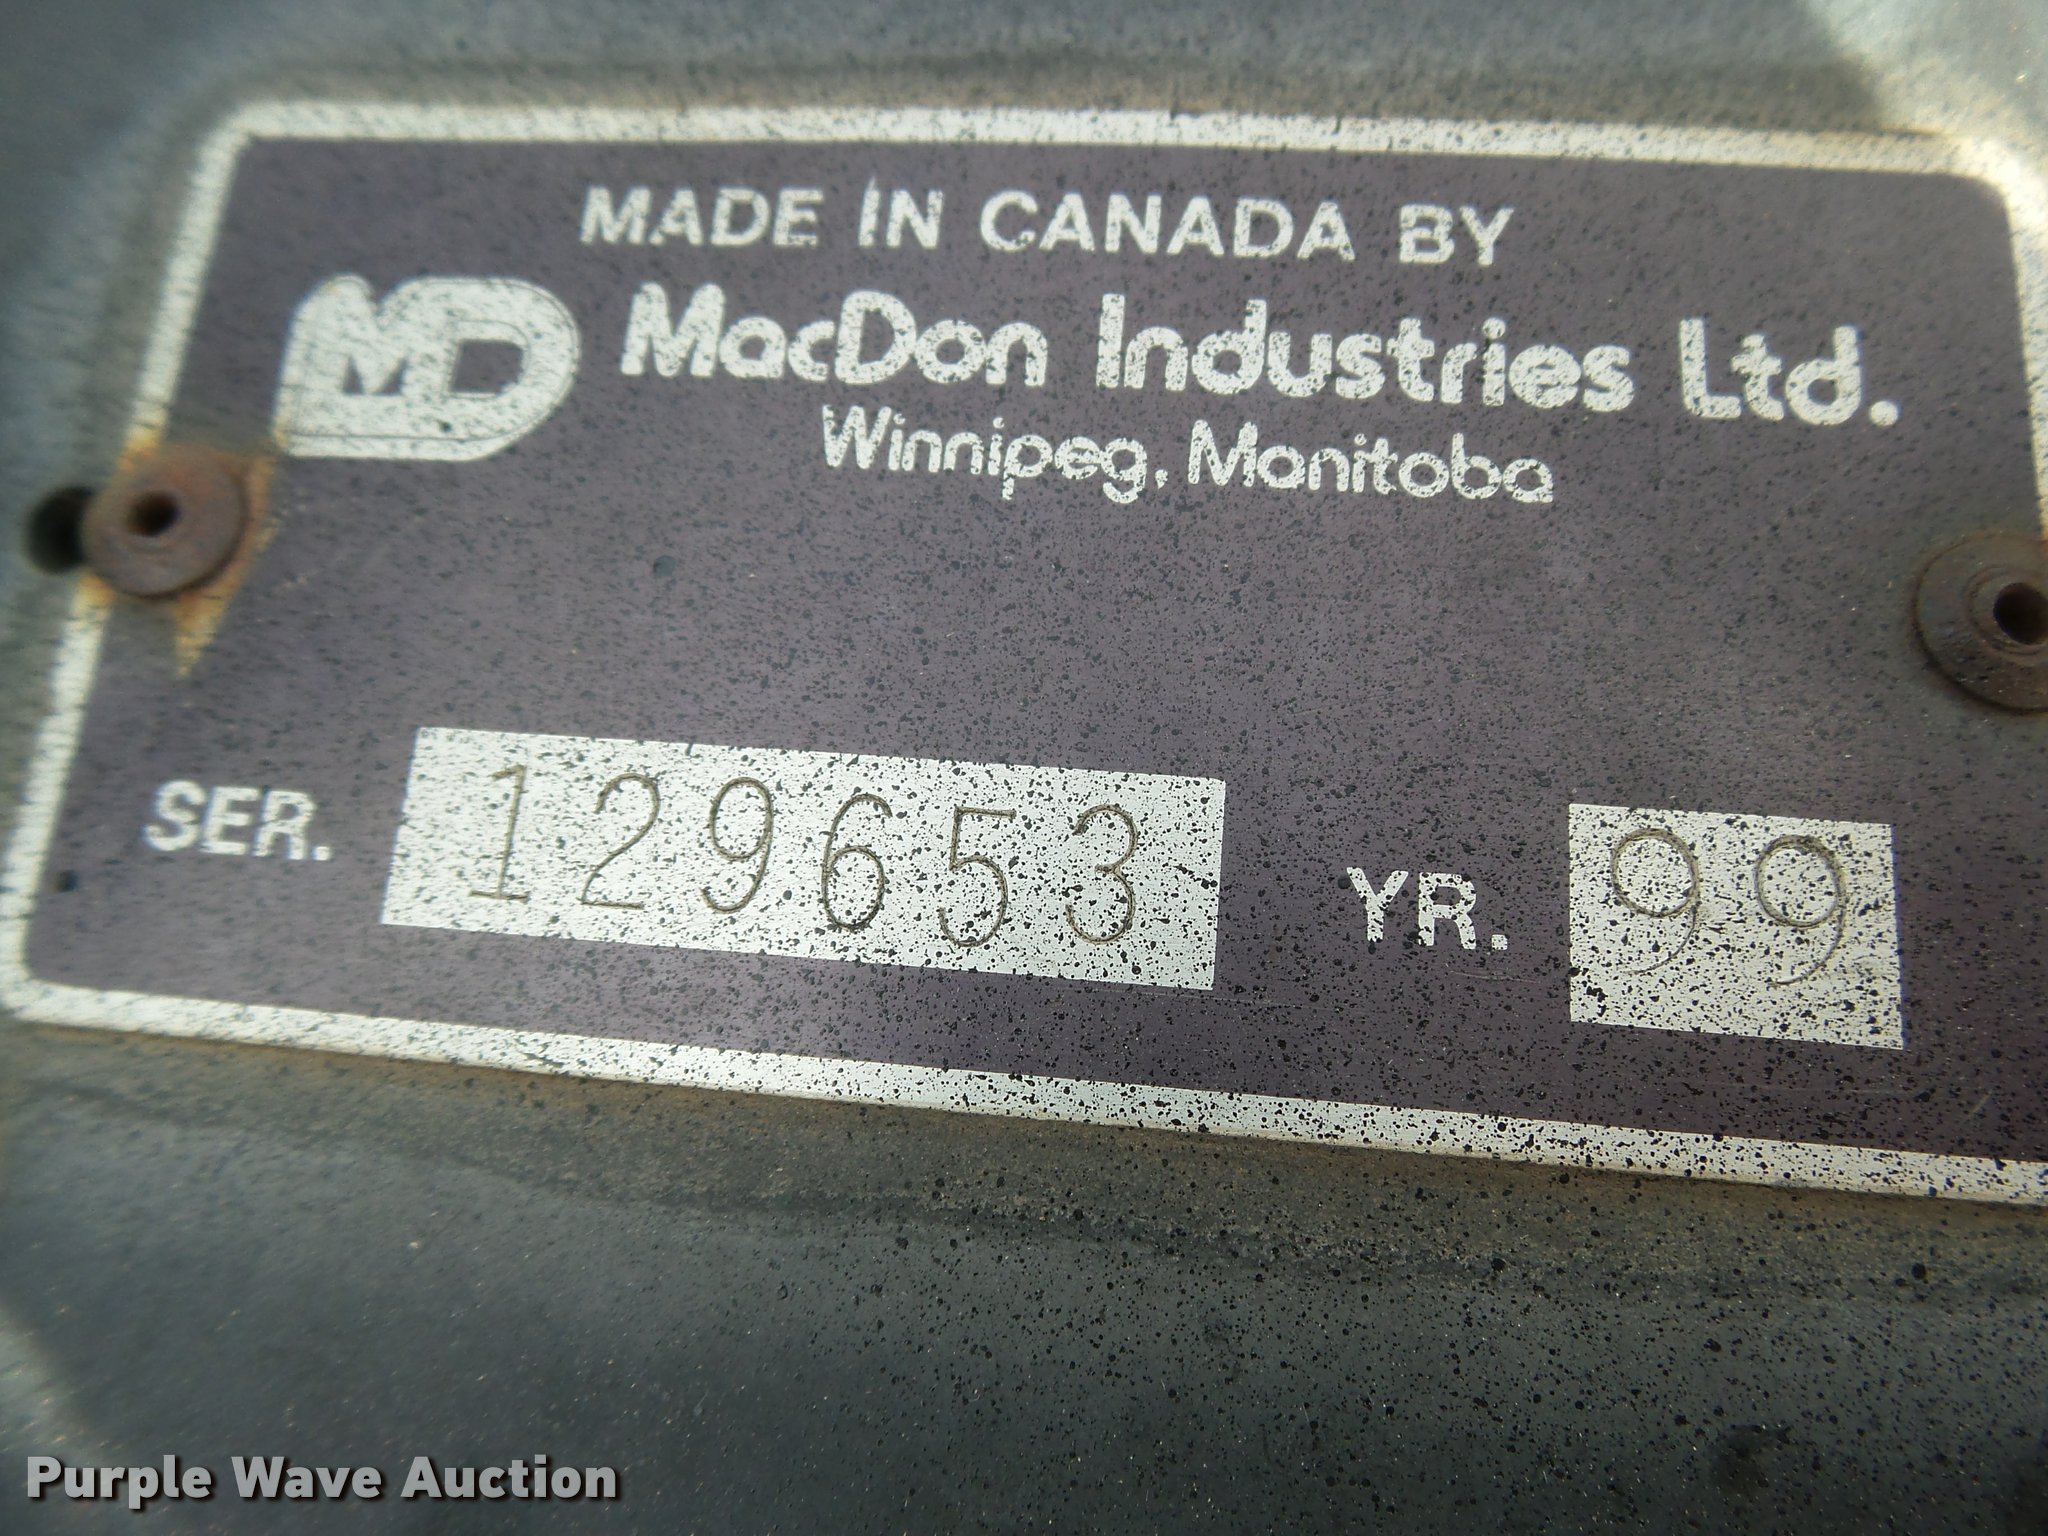 MADE IN CANADA BY
MD MacDon Industries Ltd.
Winnipeg, Manitoba
SER. 129653 YR. 99
Purple Wave Auction